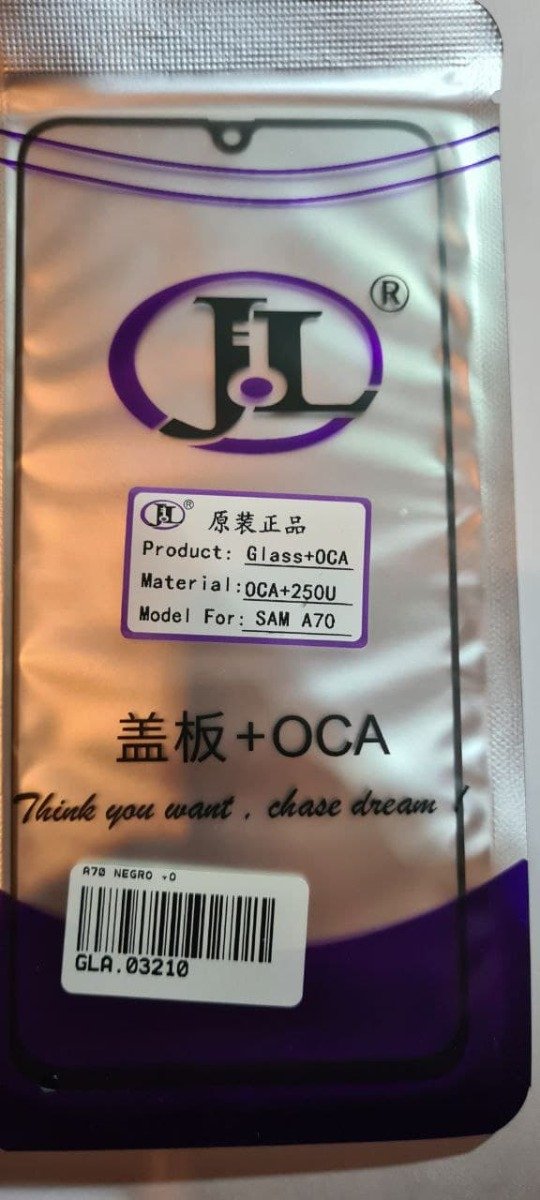 JL®
JL® 原装正品
Product: Glass+OCA
Material: OCA+250U
Model For: SAM A70
盖板+OCA
Think you want , chase dream !
A70 NEGRO +O
GLA.03210